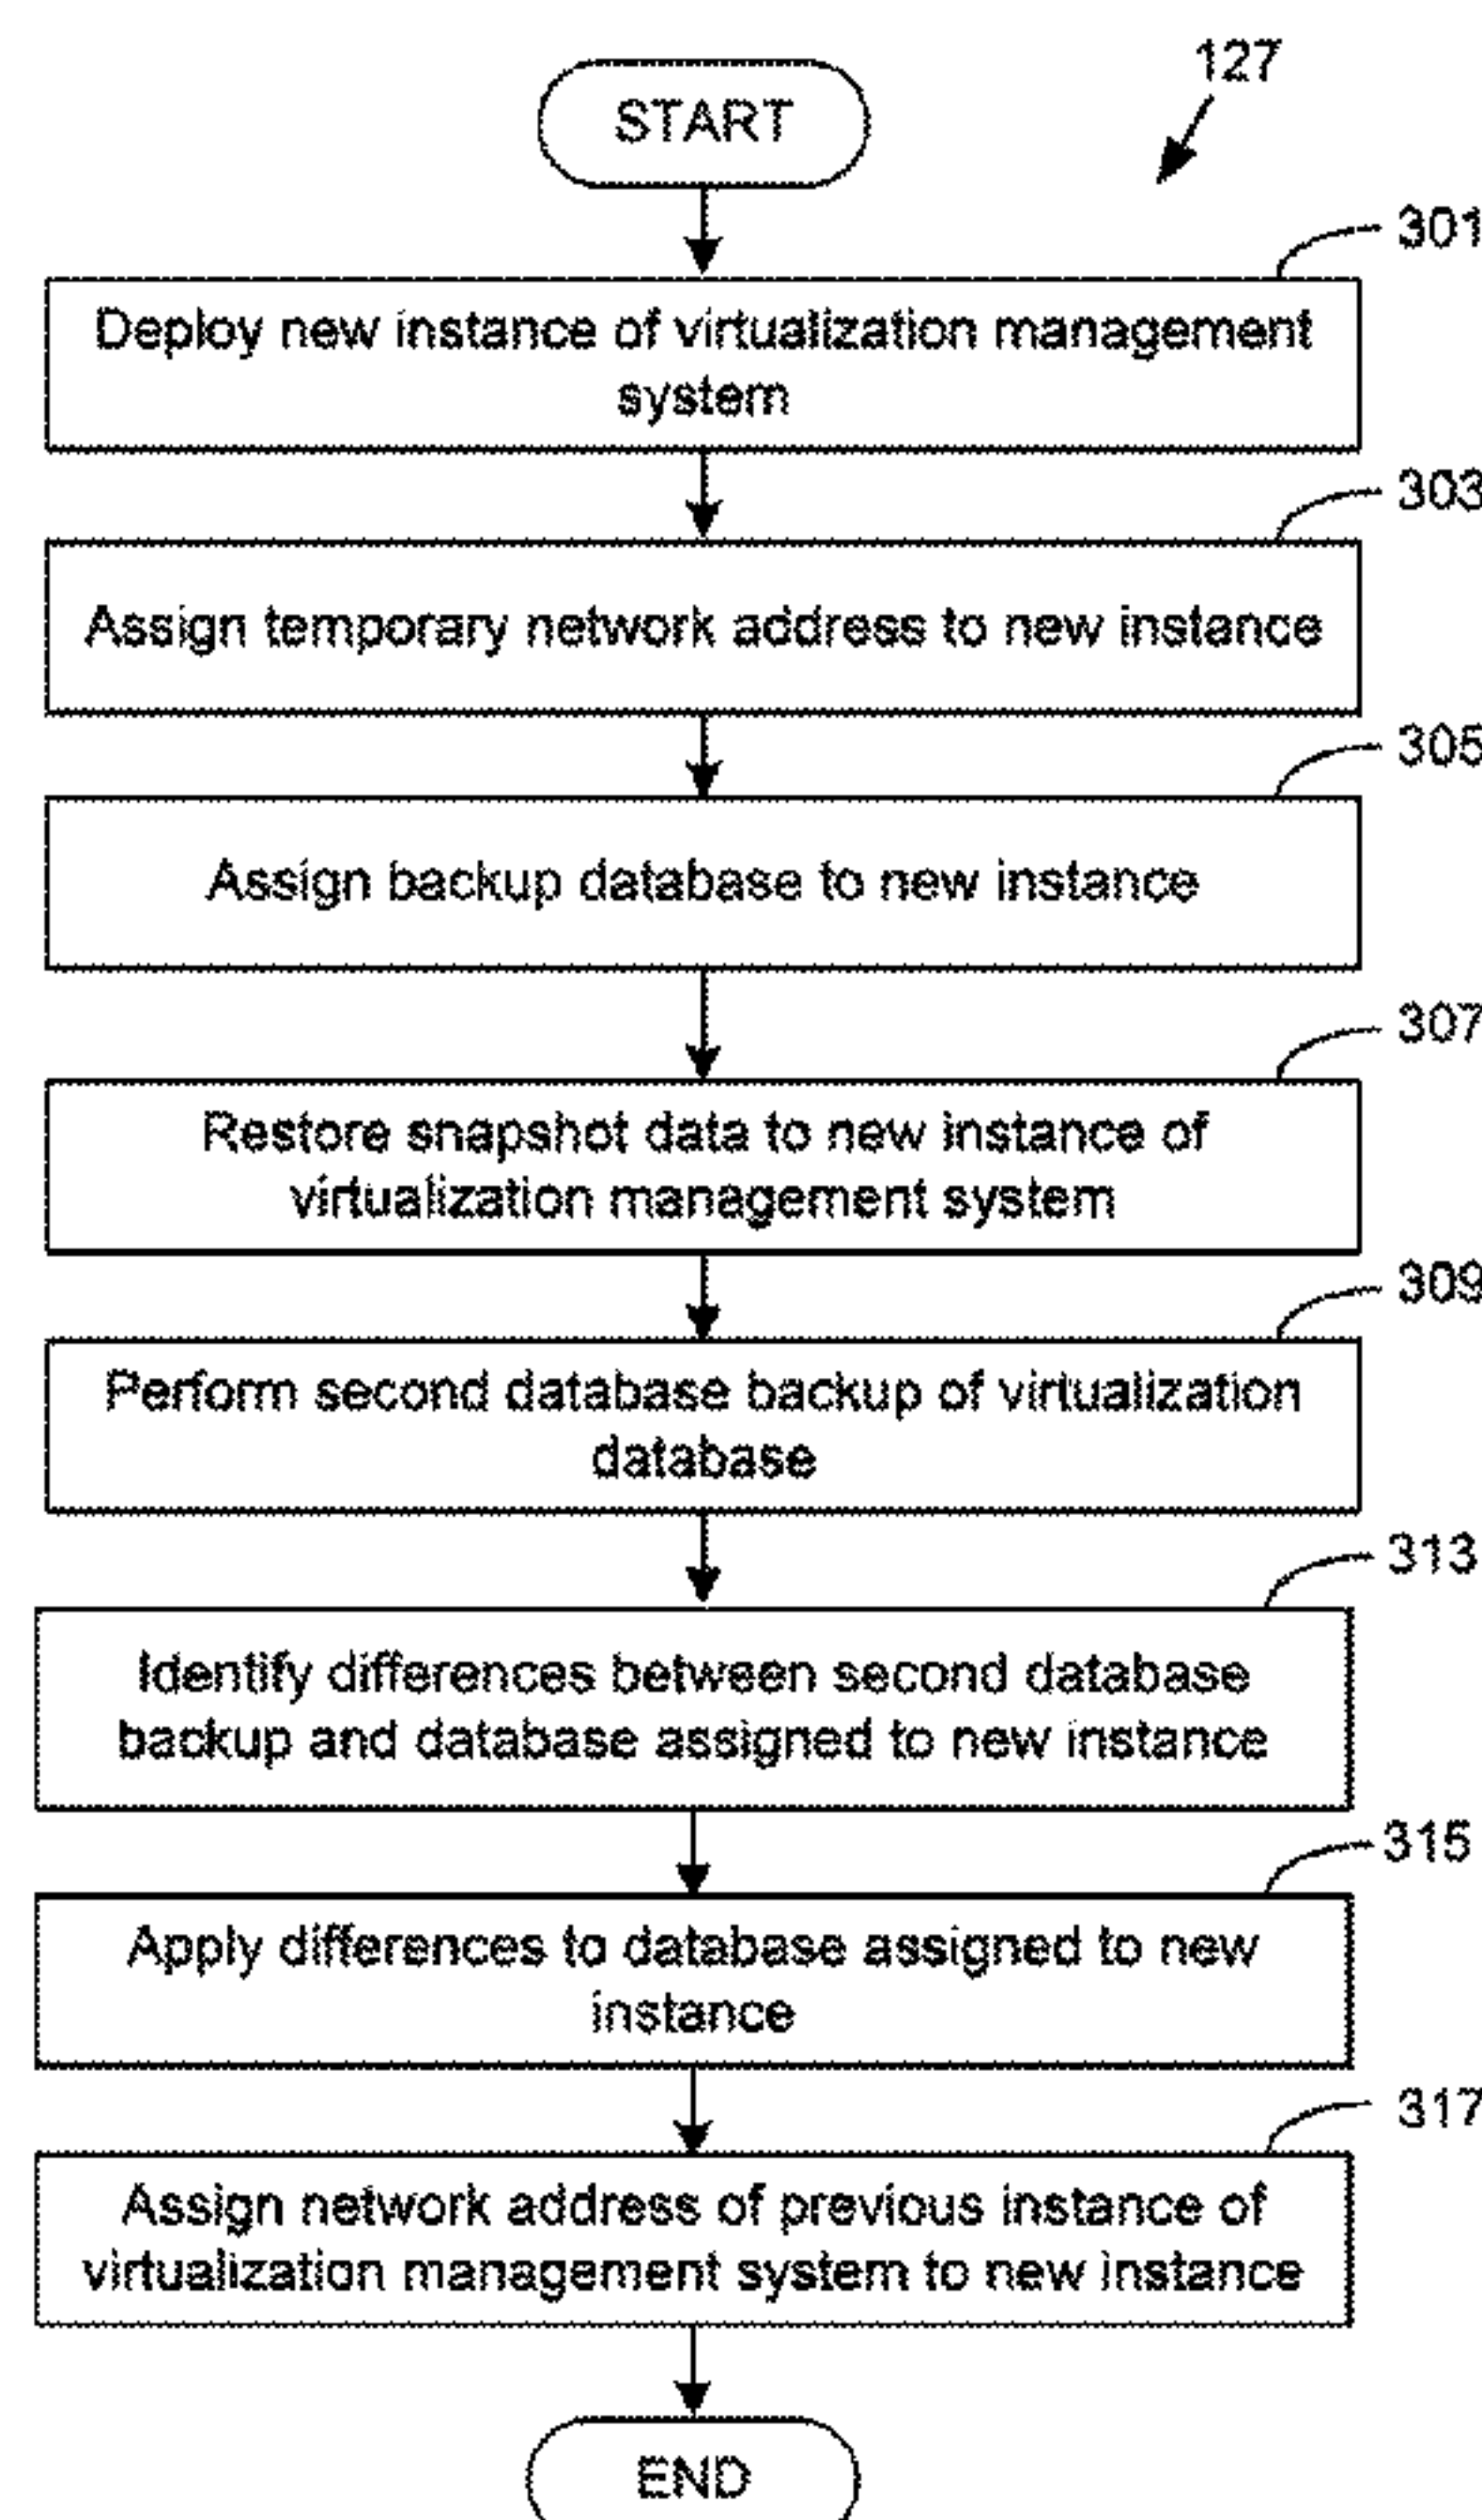 127
START
301
Deploy new instance of virtualization management
system
303
Assign temporary network address to new instance
305
Assign backup database to new instance
307
Restore snapshot data to new instance of
virtualization management system
309
Perform second database backup of virtualization
database
313
Identify differences between second database
backup and database assigned to new instance
315
Apply differences to database assigned to new
instance
317
Assign network address of previous instance of
virtualization management system to new instance
END